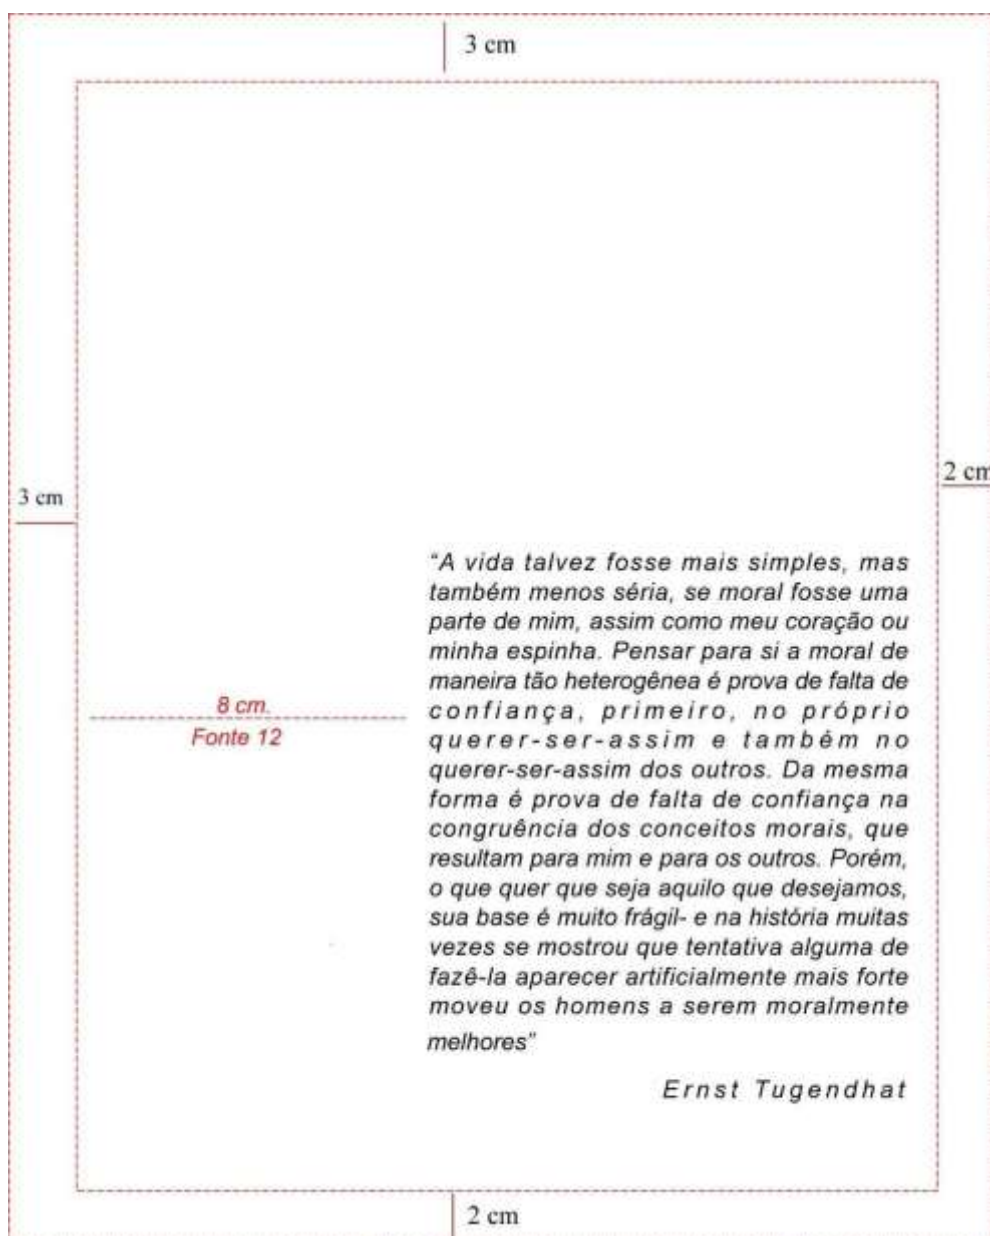 3 cm
2 cm
3 cm
“A vida talvez fosse mais simples, mas
também menos séria, se moral fosse uma
parte de mim, assim como meu coração ou
minha espinha. Pensar para si a moral de
maneira tão heterogênea é prova de falta de
confiança, primeiro, no próprio
querer-ser-assim e também no
querer-ser-assim dos outros. Da mesma
forma é prova de falta de confiança na
congruência dos conceitos morais, que
resultam para mim e para os outros. Porém,
o que quer que seja aquilo que desejamos,
sua base é muito frágil- e na história muitas
vezes se mostrou que tentativa alguma de
fazê-la aparecer artificialmente mais forte
moveu os homens a serem moralmente
melhores”
8 cm.
Fonte 12
Ernst Tugendhat
2 cm